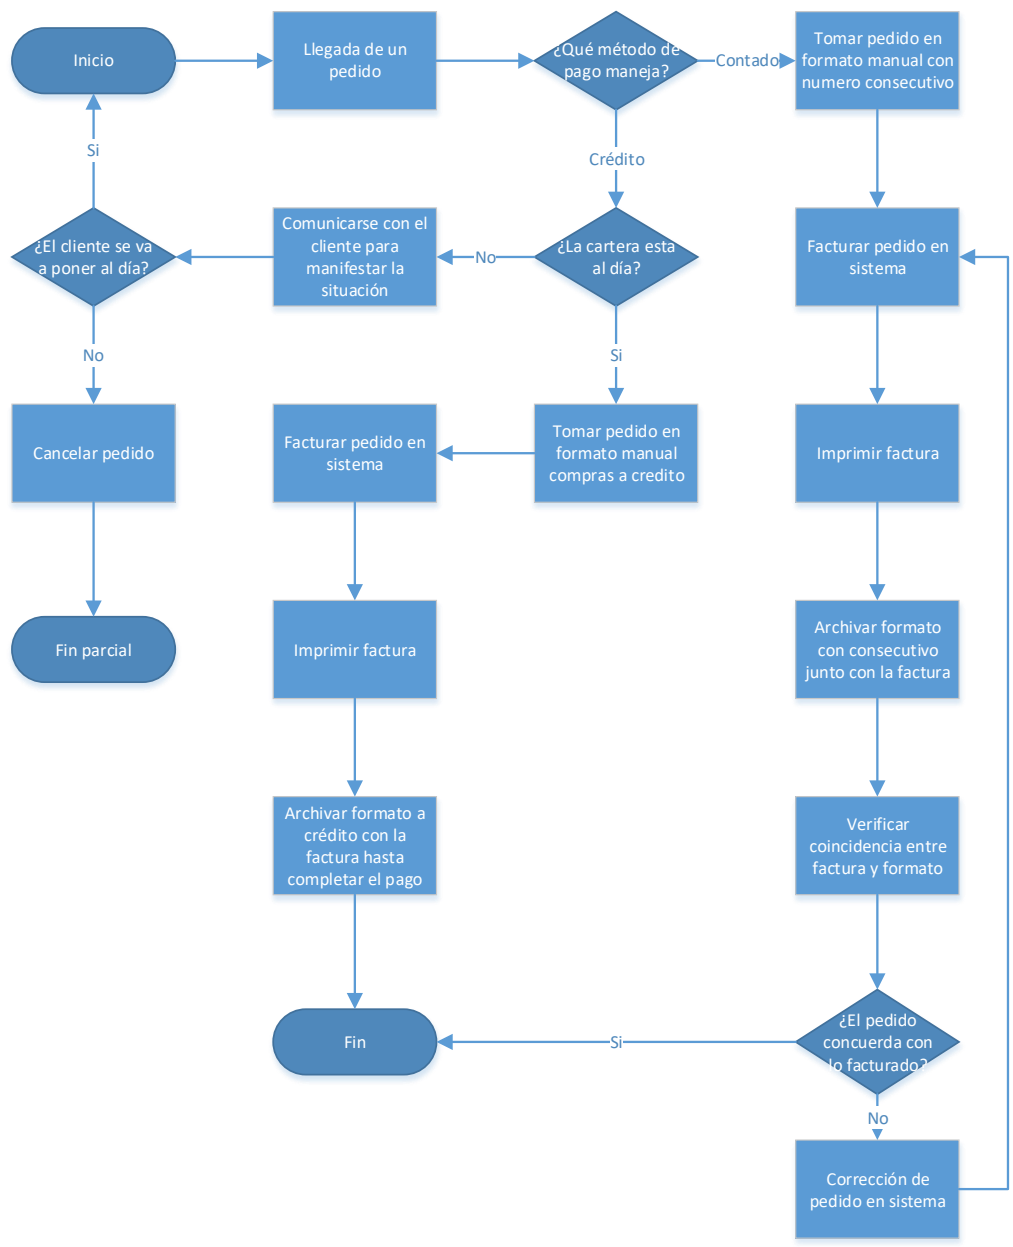 Inicio
Llegada de un
pedido
¿Qué método de
pago maneja?
Contado
Tomar pedido en
formato manual con
numero consecutivo
Si
Crédito
¿El cliente se va
a poner al día?
Comunicarse con el
cliente para
manifestar la
situación
No
¿La cartera esta
al día?
Facturar pedido en
sistema
No
Si
Cancelar pedido
Facturar pedido en
sistema
Tomar pedido en
formato manual
compras a credito
Imprimir factura
Fin parcial
Imprimir factura
Archivar formato
con consecutivo
junto con la factura
Archivar formato a
crédito con la
factura hasta
completar el pago
Verificar
coincidencia entre
factura y formato
Fin
Si
¿El pedido
concuerda con
lo facturado?
No
Corrección de
pedido en sistema